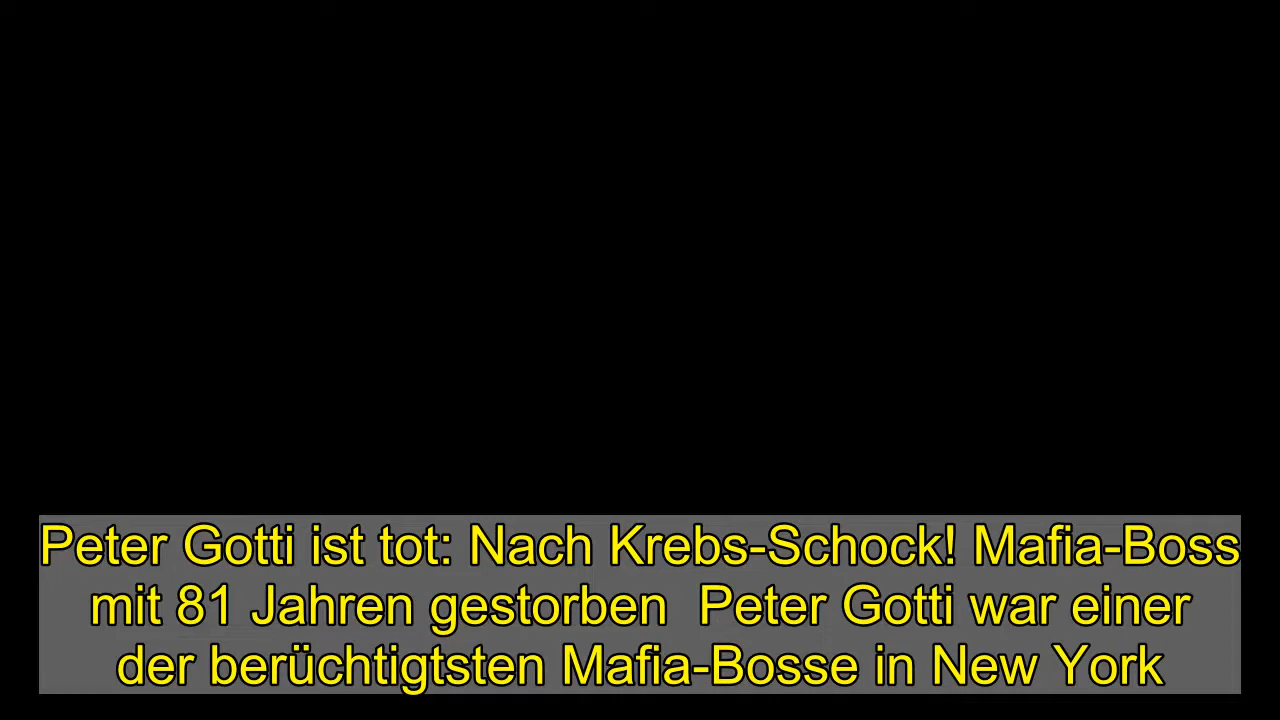 Peter Gotti ist tot: Nach Krebs-Schock! Mafia-Boss
mit 81 Jahren gestorben  Peter Gotti war einer
der berüchtigtsten Mafia-Bosse in New York